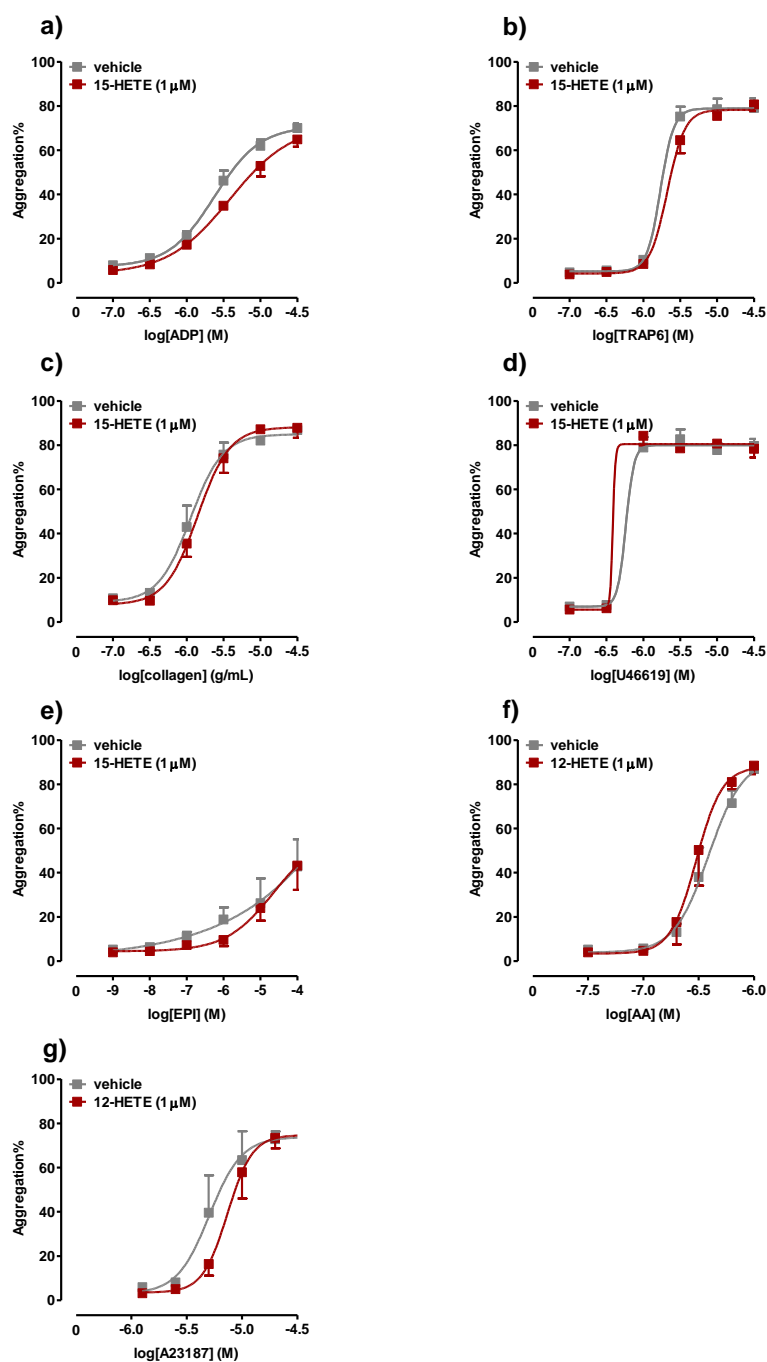 a)
vehicle
15-HETE (1 μM)
100
80
60
40
20
0
Aggregation%
0 -7.0 -6.5 -6.0 -5.5 -5.0 -4.5
log[ADP] (M)
b)
vehicle
15-HETE (1 μM)
100
80
60
40
20
0
Aggregation%
0 -7.0 -6.5 -6.0 -5.5 -5.0 -4.5
log[TRAP6] (M)
c)
vehicle
15-HETE (1 μM)
100
80
60
40
20
0
Aggregation%
0 -7.0 -6.5 -6.0 -5.5 -5.0 -4.5
log[collagen] (g/mL)
d)
vehicle
15-HETE (1 μM)
100
80
60
40
20
0
Aggregation%
0 -7.0 -6.5 -6.0 -5.5 -5.0 -4.5
log[U46619] (M)
e)
vehicle
15-HETE (1 μM)
100
80
60
40
20
0
Aggregation%
0 -9 -8 -7 -6 -5 -4
log[EPI] (M)
f)
vehicle
12-HETE (1 μM)
100
80
60
40
20
0
Aggregation%
0 -7.5 -7.0 -6.5 -6.0
log[AA] (M)
g)
vehicle
12-HETE (1 μM)
100
80
60
40
20
0
Aggregation%
0 -6.0 -5.5 -5.0 -4.5
log[A23187] (M)